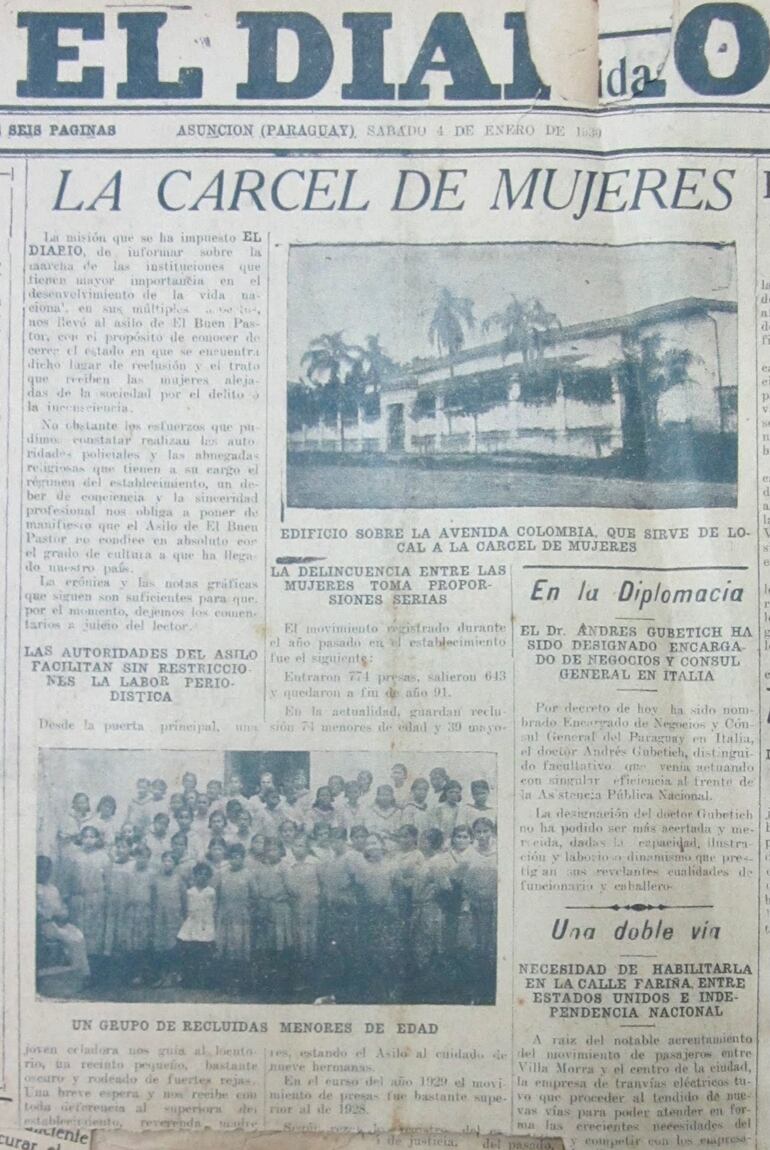 EL DIARIO
ida
SEIS PAGINAS
ASUNCION (PARAGUAY), SABADO 4 DE ENERO DE 1930
LA CARCEL DE MUJERES
La misión que se ha impuesto EL
DIARIO, de informar sobre la
marcha de las instituciones que
tienen mayor importancia en el
desenvolvimiento de la vida na-
cional, en sus múltiples
nos llevó al asilo de El Buen Pas-
tor, con el propósito de conocer de
cerca el estado en que se encuentra
dicho lugar de reclusión y el trato
que reciben las mujeres aleja-
das de la sociedad por el delito o
la inconsciencia.
No obstante los esfuerzos que pu-
dimos constatar realizan las auto-
ridades policiales y las abnegadas
religiosas que tienen a su cargo el
régimen del establecimiento, un de-
ber de conciencia y la sinceridad
profesional nos obliga a poner de
manifiesto que el Asilo de El Buen
Pastor no condice en absoluto con
el grado de cultura a que ha llega-
do nuestro país.
La crónica y las notas gráficas
que siguen son suficientes para que,
por el momento, dejemos los comen-
tarios a juicio del lector.
LAS AUTORIDADES DEL ASILO
FACILITAN SIN RESTRICCIO-
NES LA LABOR PERIO-
DISTICA
Desde la puerta principal, una
EDIFICIO SOBRE LA AVENIDA COLOMBIA, QUE SIRVE DE LO-
CAL A LA CARCEL DE MUJERES
LA DELINCUENCIA ENTRE LAS
MUJERES TOMA PROPOR-
SIONES SERIAS
El movimiento registrado durante
el año pasado en el establecimiento
fue el siguiente:
Entraron 774 presas, salieron 643
y quedaron a fin de año 91.
En la actualidad, guardan reclu-
sión 74 menores de edad y 39 mayo-
UN GRUPO DE RECLUIDAS MENORES DE EDAD
joven celadora nos guía al locuto-
rio, un recinto pequeño, bastante
oscuro y rodeado de fuertes rejas.
Una breve espera y nos recibe con
toda deferencia al superiora del
establecimiento, reverenda madre
res, estando el Asilo al cuidado de
nueve hermanas.
En el curso del año 1929 el movi-
miento de presas fue bastante supe-
rior al de 1928.
de justicia,
del pasado,
En la Diplomacia
EL Dr. ANDRES GUBETICH HA
SIDO DESIGNADO ENCARGA-
DO DE NEGOCIOS Y CONSUL
GENERAL EN ITALIA
Por decreto de hoy ha sido nom-
brado Encargado de Negocios y Cón-
sul General del Paraguay en Italia,
el doctor Andrés Gubetich, distingui-
do facultativo que venía actuando
con singular eficiencia al frente de
la Asistencia Pública Nacional.
La designación del doctor Gubetich
no ha podido ser más acertada y me-
recida, dadas la capacidad, ilustra-
ción y laborioso dinamismo que pres-
tigian sus revelantes cualidades de
funcionario y caballero.
Una doble vía
NECESIDAD DE HABILITARLA
EN LA CALLE FARIÑA, ENTRE
ESTADOS UNIDOS E INDE-
PENDENCIA NACIONAL
A raíz del notable acrentamiento
del movimiento de pasajeros entre
Villa Morra y el centro de la ciudad,
la empresa de tranvías eléctricos tu-
vo que proceder al tendido de nue-
vas vías para poder atender en for-
ma las crecientes necesidades del
y competir con los